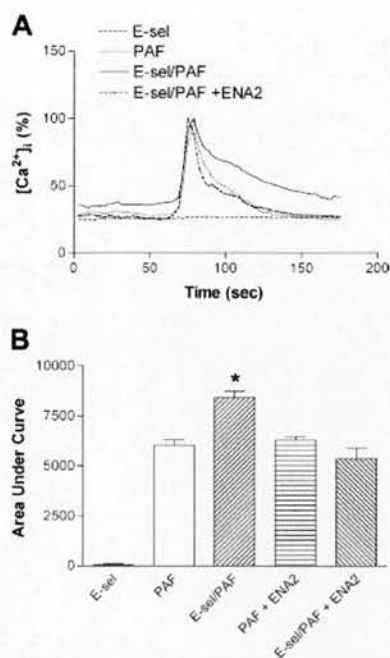 A
E-sel
PAF
E-sel/PAF
E-sel/PAF +ENA2
[Ca²⁺]i (%)
150
100
50
0
0 50 100 150 200
Time (sec)
B
*
Area Under Curve
10000
7500
5000
2500
0
E-sel
PAF
E-sel/PAF
PAF + ENA2
E-sel/PAF + ENA2